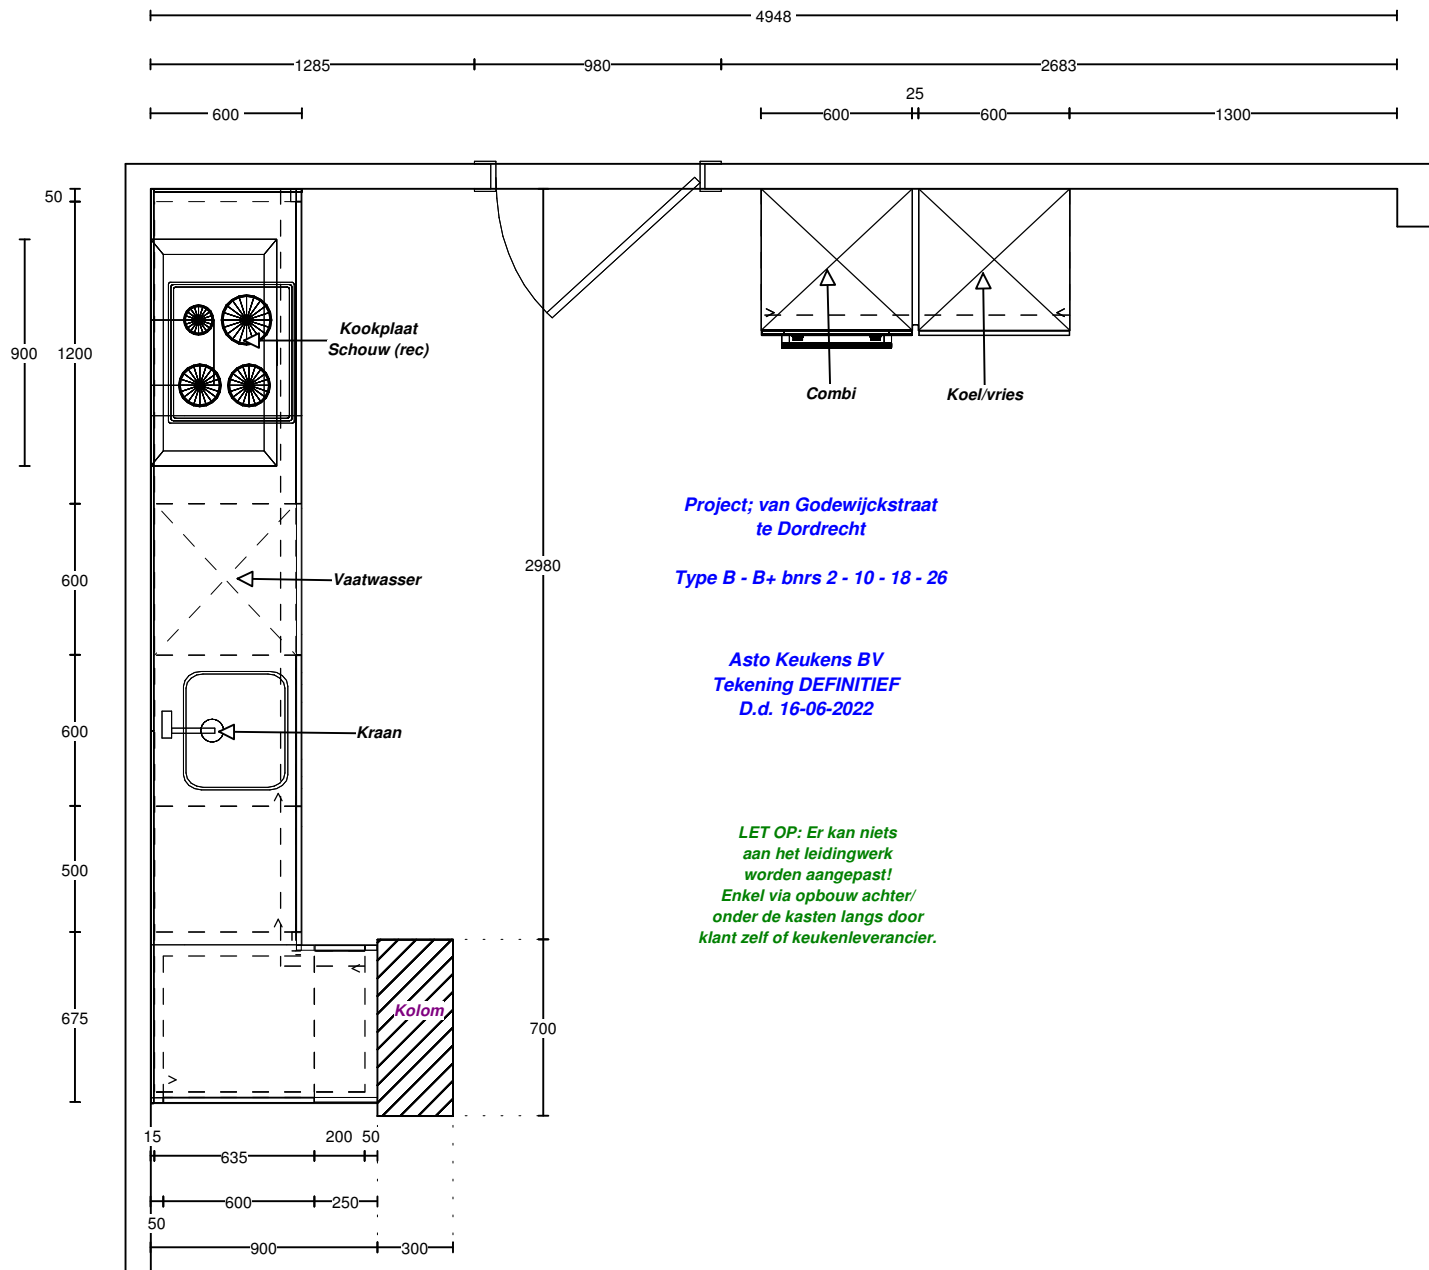 4948
1285 980 2683
25
600 600 600 1300
50
900 1200
Kookplaat
Schouw (rec)
Combi
Koel/vries
Project; van Godewijckstraat
te Dordrecht
2980
600
Vaatwasser
Type B - B+ bnrs 2 - 10 - 18 - 26
Asto Keukens BV
Tekening DEFINITIEF
D.d. 16-06-2022
600
Kraan
LET OP: Er kan niets
aan het leidingwerk
worden aangepast!
Enkel via opbouw achter/
onder de kasten langs door
klant zelf of keukenleverancier.
500
675
Kolom
700
15 200 50
635
600 250
50
900 300